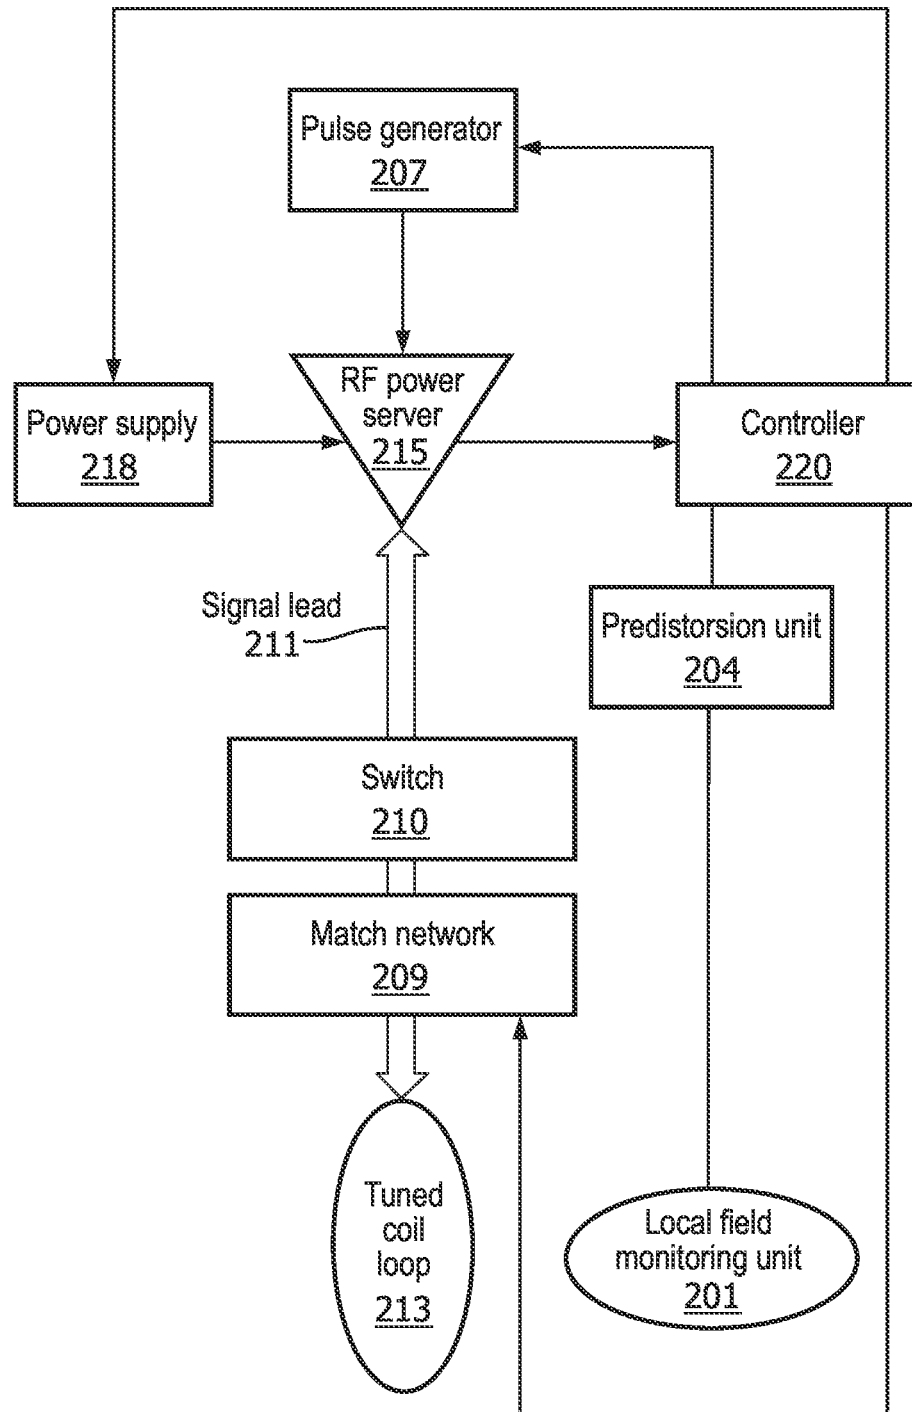 Pulse generator
207
RF power
server
215
Power supply
218
Controller
220
Signal lead
211
Predistorsion unit
204
Switch
210
Match network
209
Tuned
coil
loop
213
Local field
monitoring unit
201